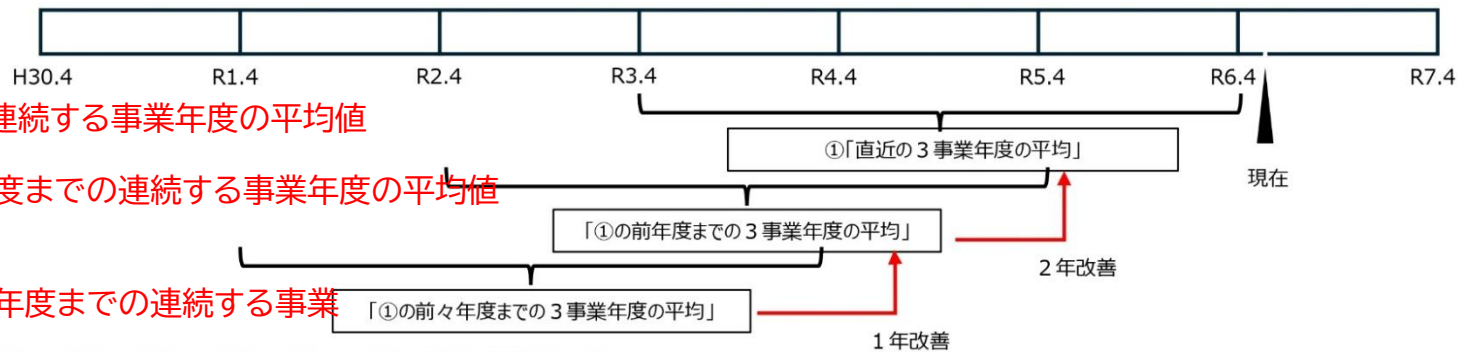 H30.4 R1.4 R2.4 R3.4 R4.4 R5.4 R6.4 R7.4
連続する事業年度の平均値
①「直近の3事業年度の平均」
現在
度までの連続する事業年度の平均値
「①の前年度までの3事業年度の平均」
2年改善
年度までの連続する事業
「①の前々年度までの3事業年度の平均」
1年改善